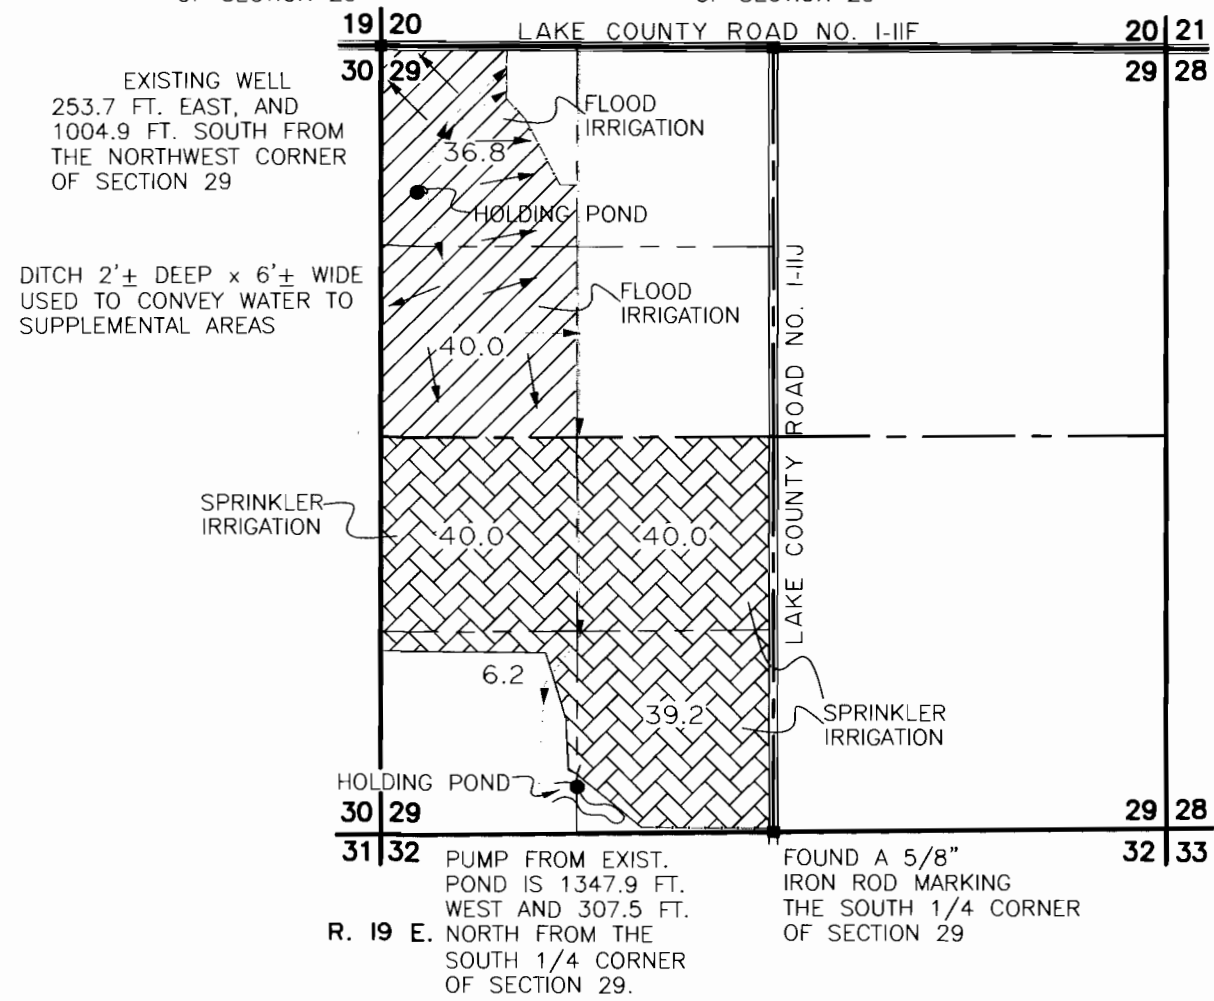 19 20
LAKE COUNTY ROAD NO. I-IIF
20 21
30 29
29 28
EXISTING WELL
253.7 FT. EAST, AND
1004.9 FT. SOUTH FROM
THE NORTHWEST CORNER
OF SECTION 29
FLOOD
IRRIGATION
36.8
HOLDING POND
DITCH 2'± DEEP x 6'± WIDE
USED TO CONVEY WATER TO
SUPPLEMENTAL AREAS
FLOOD
IRRIGATION
40.0
LAKE COUNTY ROAD NO. I-IIJ
SPRINKLER
IRRIGATION
40.0
40.0
6.2
39.2
SPRINKLER
IRRIGATION
HOLDING POND
30 29
29 28
31 32
32 33
PUMP FROM EXIST.
POND IS 1347.9 FT.
WEST AND 307.5 FT.
R. 19 E. NORTH FROM THE
SOUTH 1/4 CORNER
OF SECTION 29.
FOUND A 5/8"
IRON ROD MARKING
THE SOUTH 1/4 CORNER
OF SECTION 29